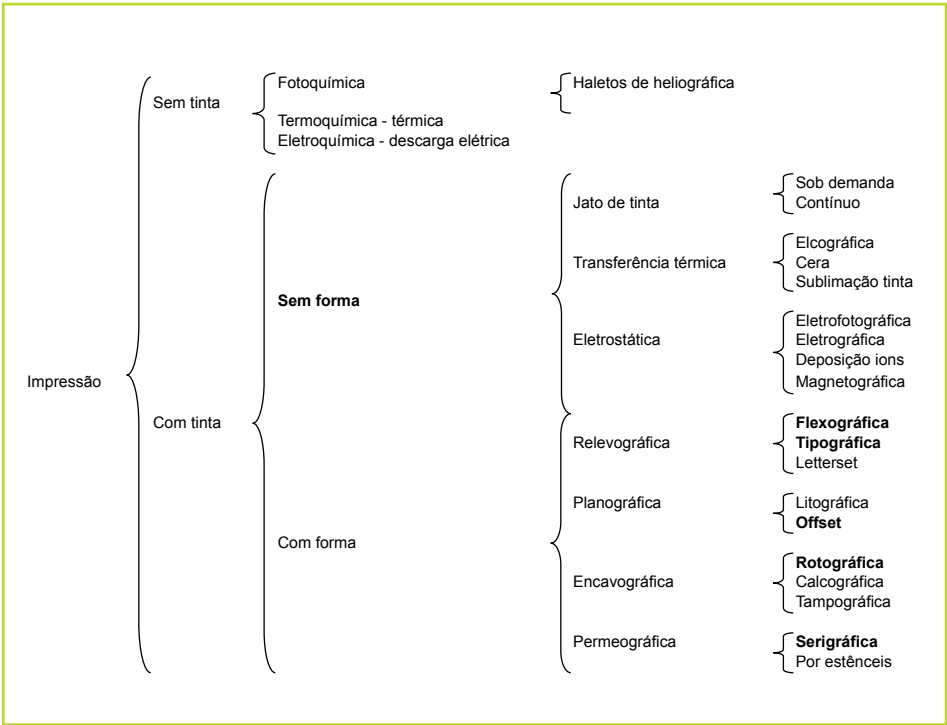 Impressão
Sem tinta
Fotoquímica
Haletos de heliográfica
Termoquímica - térmica
Eletroquímica - descarga elétrica
Com tinta
Sem forma
Jato de tinta
Sob demanda
Contínuo
Transferência térmica
Elcográfica
Cera
Sublimação tinta
Eletrostática
Eletrofotográfica
Eletrográfica
Deposição ions
Magnetográfica
Com forma
Relevográfica
Flexográfica
Tipográfica
Letterset
Planográfica
Litográfica
Offset
Encavográfica
Rotográfica
Calcográfica
Tampográfica
Permeográfica
Serigráfica
Por estênceis